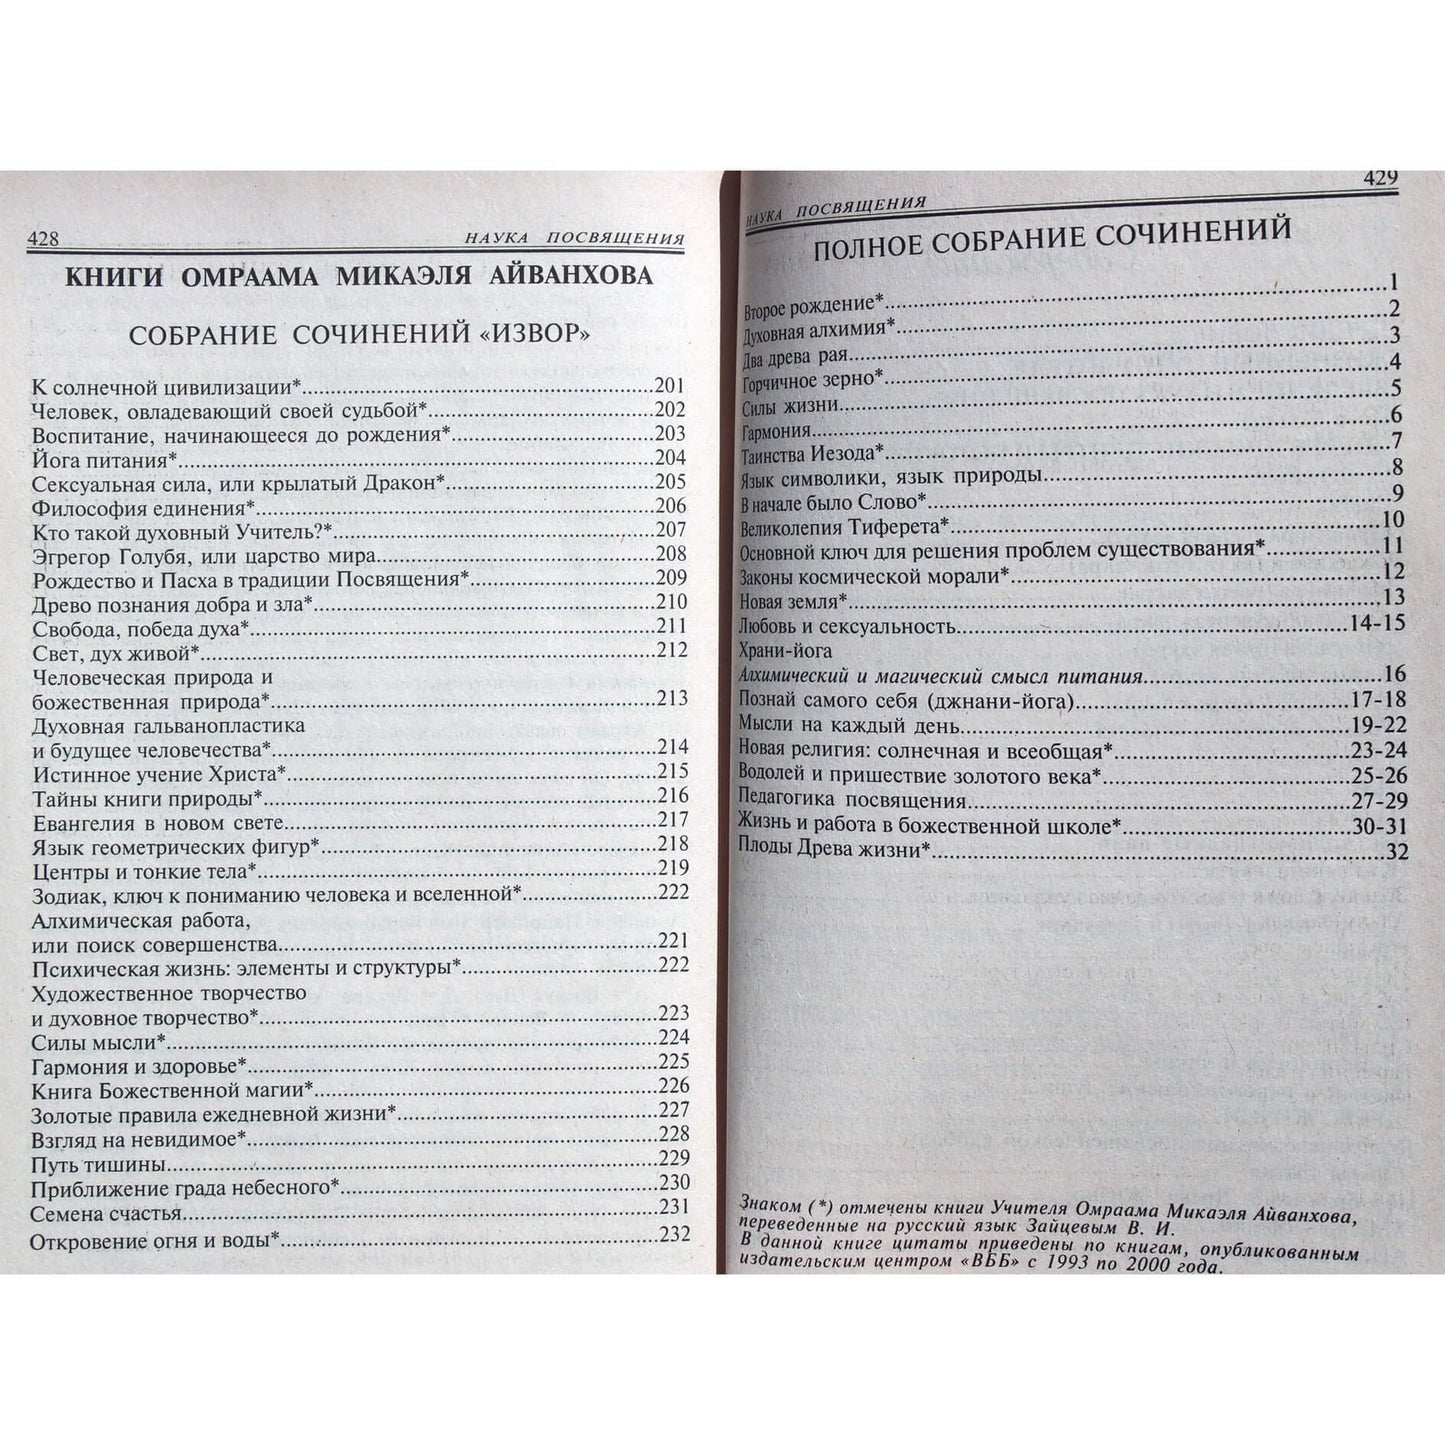 428
НАУКА ПОСВЯЩЕНИЯ
КНИГИ ОМРААМА МИКАЭЛЯ АЙВАНХОВА
СОБРАНИЕ СОЧИНЕНИЙ «ИЗВОР»
К солнечной цивилизации*.....201
Человек, овладевающий своей судьбой*.....202
Воспитание, начинающееся до рождения*.....203
Йога питания*.....204
Сексуальная сила, или крылатый Дракон*.....205
Философия единения*.....206
Кто такой духовный Учитель?*.....207
Эгрегор Голубя, или царство мира.....208
Рождество и Пасха в традиции Посвящения*.....209
Древо познания добра и зла*.....210
Свобода, победа духа*.....211
Свет, дух живой*.....212
Человеческая природа и
божественная природа*.....213
Духовная гальванопластика
и будущее человечества*.....214
Истинное учение Христа*.....215
Тайны книги природы*.....216
Евангелия в новом свете.....217
Язык геометрических фигур*.....218
Центры и тонкие тела*.....219
Зодиак, ключ к пониманию человека и вселенной*.....222
Алхимическая работа,
или поиск совершенства.....221
Психическая жизнь: элементы и структуры*.....222
Художественное творчество
и духовное творчество*.....223
Силы мысли*.....224
Гармония и здоровье*.....225
Книга Божественной магии*.....226
Золотые правила ежедневной жизни*.....227
Взгляд на невидимое*.....228
Путь тишины.....229
Приближение града небесного*.....230
Семена счастья.....231
Откровение огня и воды*.....232
429
НАУКА ПОСВЯЩЕНИЯ
ПОЛНОЕ СОБРАНИЕ СОЧИНЕНИЙ
Второе рождение*.....1
Духовная алхимия*.....2
Два древа рая.....3
Горчичное зерно*.....4
Силы жизни.....5
Гармония.....6
Таинства Иезода*.....7
Язык символики, язык природы.....8
В начале было Слово*.....9
Великолепия Тиферета*.....10
Основной ключ для решения проблем существования*.....11
Законы космической морали*.....12
Новая земля*.....13
Любовь и сексуальность.....14-15
Храни-йога
Алхимический и магический смысл питания.....16
Познай самого себя (джнани-йога).....17-18
Мысли на каждый день.....19-22
Новая религия: солнечная и всеобщая*.....23-24
Водолей и пришествие золотого века*.....25-26
Педагогика посвящения.....27-29
Жизнь и работа в божественной школе*.....30-31
Плоды Древа жизни*.....32
Знаком (*) отмечены книги Учителя Омраама Микаэля Айванхова,
переведенные на русский язык Зайцевым В. И.
В данной книге цитаты приведены по книгам, опубликованным
издательским центром «ВББ» с 1993 по 2000 года.